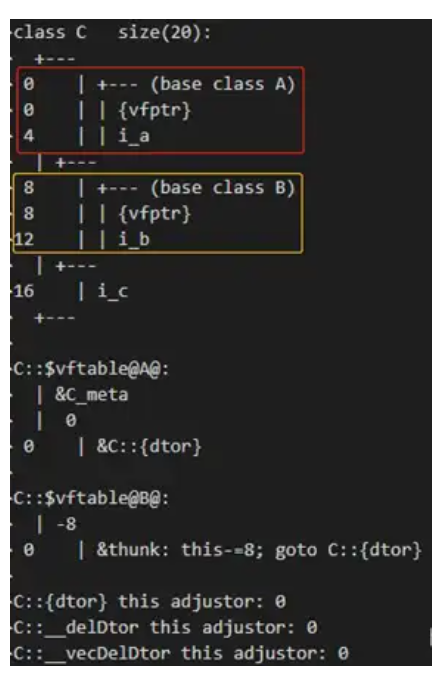 class C   size(20):
  +---
 0     | +--- (base class A)
 0     | | {vfptr}
 4     | | i_a
  | +---
 8     | +--- (base class B)
 8     | | {vfptr}
12     | | i_b
  | +---
16     | i_c
  +---
C::$vftable@A@:
  | &C_meta
  |  0
 0     | &C::{dtor}
C::$vftable@B@:
  | -8
 0     | &thunk: this-=8; goto C::{dtor}
C::{dtor} this adjustor: 0
C::__delDtor this adjustor: 0
C::__vecDelDtor this adjustor: 0